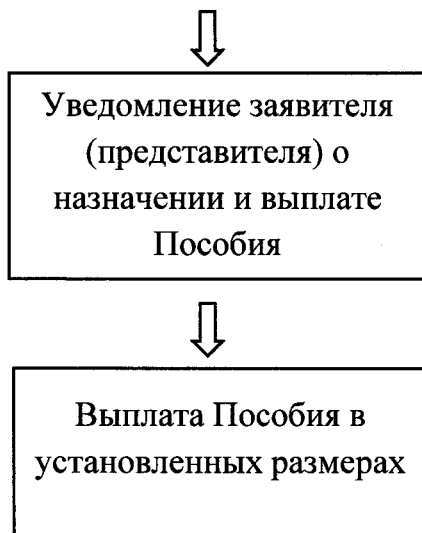 Уведомление заявителя
(представителя) о
назначении и выплате
Пособия
Выплата Пособия в
установленных размерах